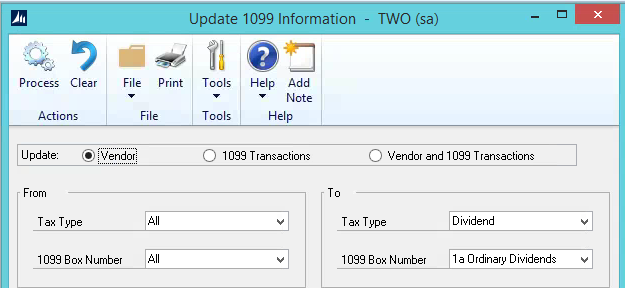 Update 1099 Information - TWO (sa)
Process Clear File Print Tools Help Add Note
Actions File Tools Help
Update: Vendor 1099 Transactions Vendor and 1099 Transactions
From To
Tax Type All Tax Type Dividend
1099 Box Number All 1099 Box Number 1a Ordinary Dividends